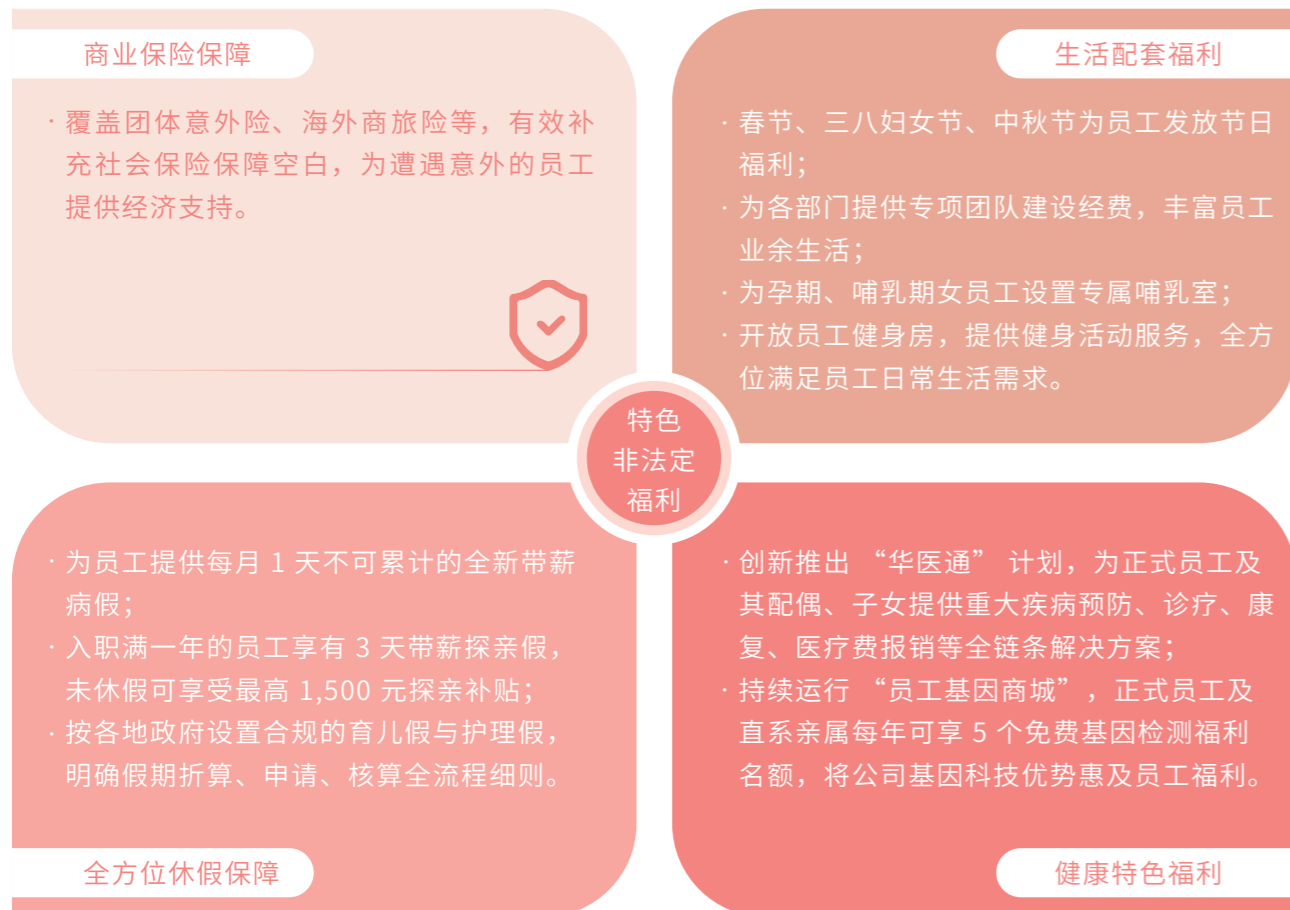 商业保险保障
· 覆盖团体意外险、海外商旅险等，有效补
充社会保险保障空白，为遭遇意外的员工
提供经济支持。
生活配套福利
· 春节、三八妇女节、中秋节为员工发放节日
福利；
· 为各部门提供专项团队建设经费，丰富员工
业余生活；
· 为孕期、哺乳期女员工设置专属哺乳室；
· 开放员工健身房，提供健身活动服务，全方
位满足员工日常生活需求。
特色
非法定
福利
· 为员工提供每月 1 天不可累计的全新带薪
病假；
· 入职满一年的员工享有 3 天带薪探亲假，
未休假可享受最高 1,500 元探亲补贴；
· 按各地政府设置合规的育儿假与护理假，
明确假期折算、申请、核算全流程细则。
全方位休假保障
· 创新推出 “华医通” 计划，为正式员工及
其配偶、子女提供重大疾病预防、诊疗、康
复、医疗费报销等全链条解决方案；
· 持续运行 “员工基因商城”，正式员工及
直系亲属每年可享 5 个免费基因检测福利
名额，将公司基因科技优势惠及员工福利。
健康特色福利